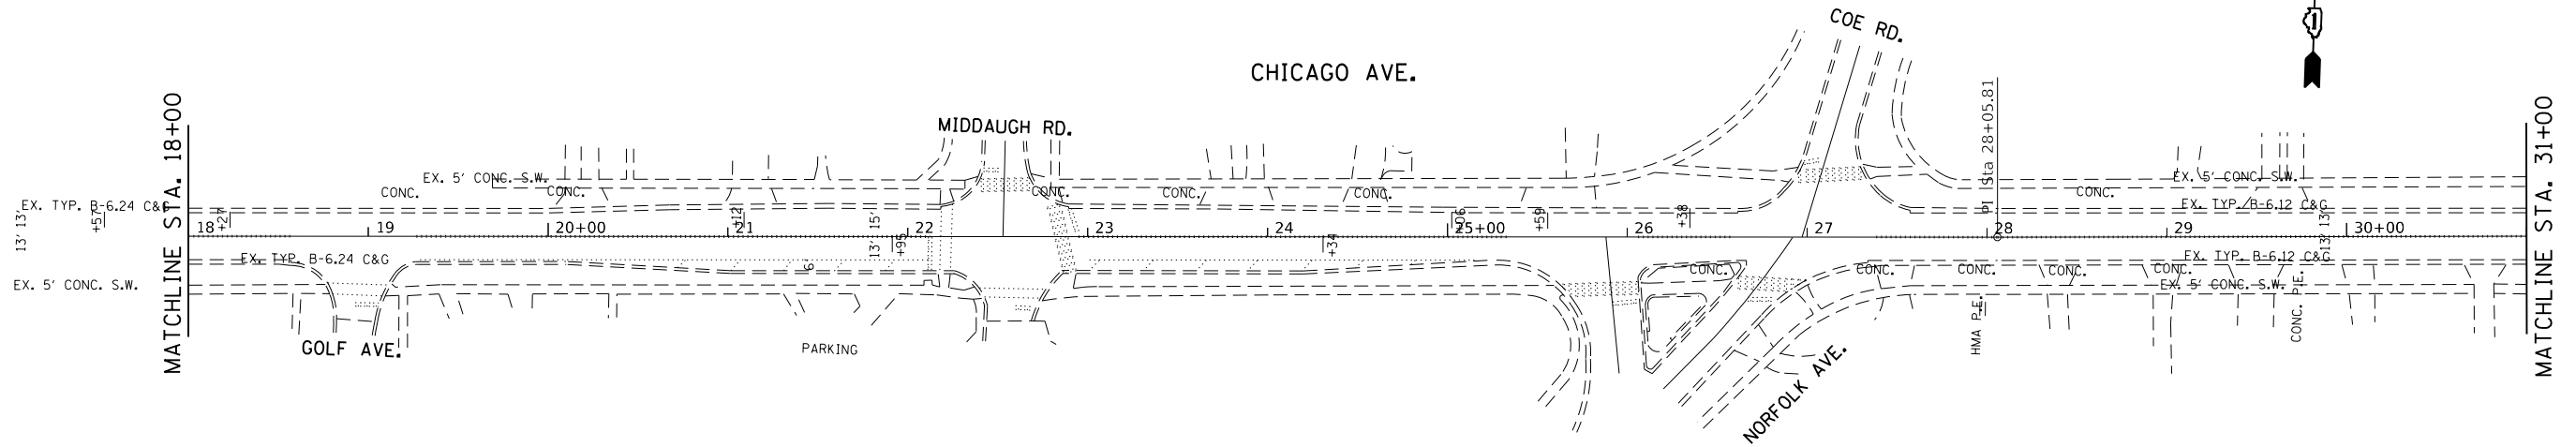 COE RD.
1
CHICAGO AVE.
MATCHLINE STA. 18+00
MIDDAUGH RD.
PI Sta 28+05.81
MATCHLINE STA. 31+00
EX. 5' CONC. S.W.
EX. 5' CONC. S.W.
CONC.
CONC.
CONC.
CONC.
CONC.
CONC.
EX. TYP. B-6.24 C&G
EX. TYP. B-6.12 C&G
13' 13'
+57
+27
+12
13' 15'
+95
+06
+59
+38
13' 13'
18
19
20+00
21
22
23
24
25+00
26
27
28
29
30+00
+34
EX. TYP. B-6.24 C&G
6'
EX. TYP. B-6.12 C&G
CONC.
CONC.
CONC.
CONC.
CONC.
EX. 5' CONC. S.W.
EX. 5' CONC. S.W.
HMA P.E.
CONC. P.E.
GOLF AVE.
PARKING
NORFOLK AVE.